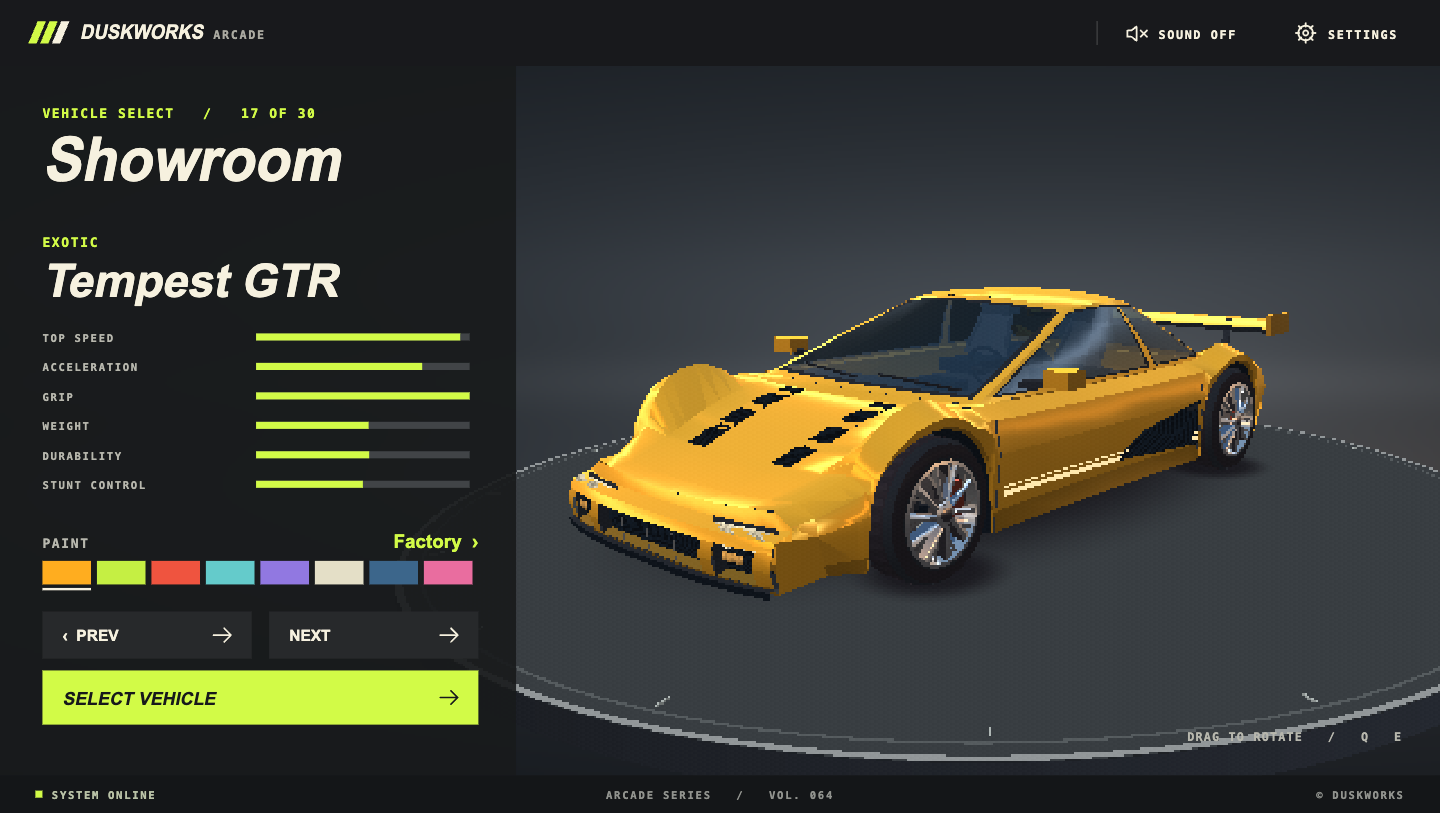 DUSKWORKS ARCADE
SOUND OFF
SETTINGS
VEHICLE SELECT / 17 OF 30
Showroom
EXOTIC
Tempest GTR
TOP SPEED
ACCELERATION
GRIP
WEIGHT
DURABILITY
STUNT CONTROL
PAINT
Factory ›
‹ PREV
NEXT
SELECT VEHICLE
DRAG TO ROTATE / Q E
SYSTEM ONLINE
ARCADE SERIES / VOL. 064
© DUSKWORKS